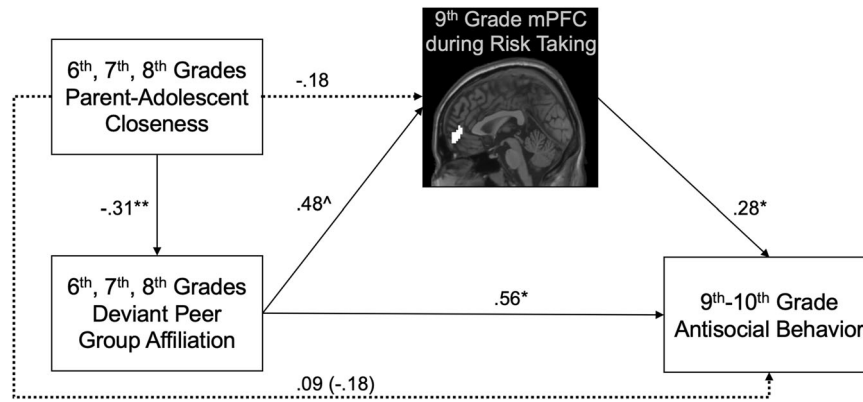 9th Grade mPFC
during Risk Taking
6th, 7th, 8th Grades
Parent-Adolescent
Closeness
-.18
-.31**
.48^
.28*
6th, 7th, 8th Grades
Deviant Peer
Group Affiliation
.56*
9th-10th Grade
Antisocial Behavior
.09 (-.18)